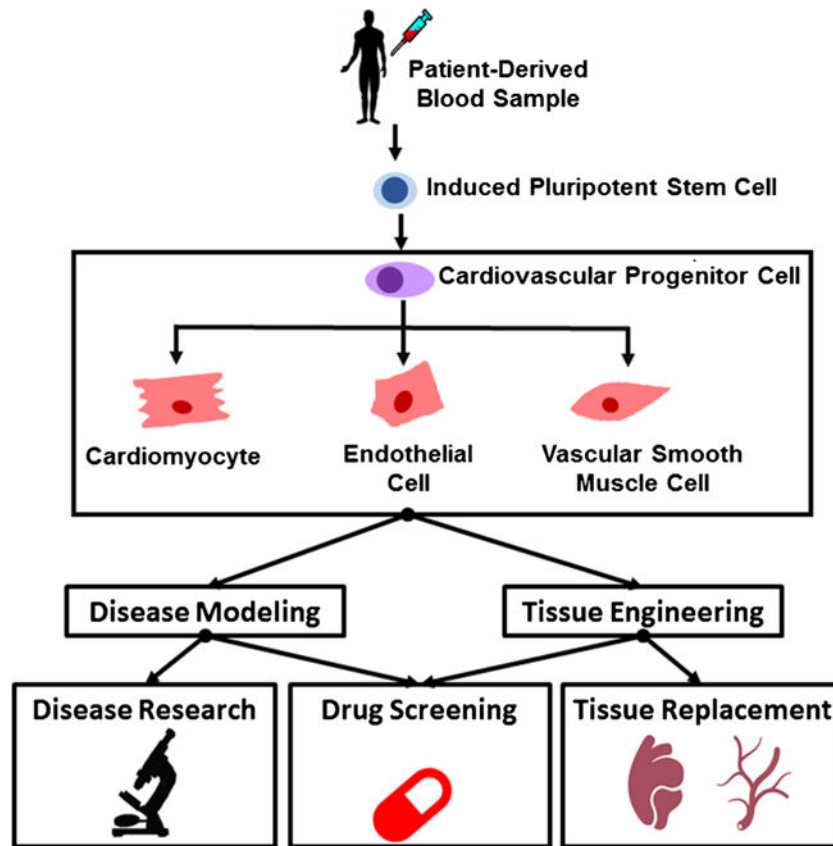 Patient-Derived
Blood Sample
Induced Pluripotent Stem Cell
Cardiovascular Progenitor Cell
Cardiomyocyte
Endothelial
Cell
Vascular Smooth
Muscle Cell
Disease Modeling
Tissue Engineering
Disease Research
Drug Screening
Tissue Replacement